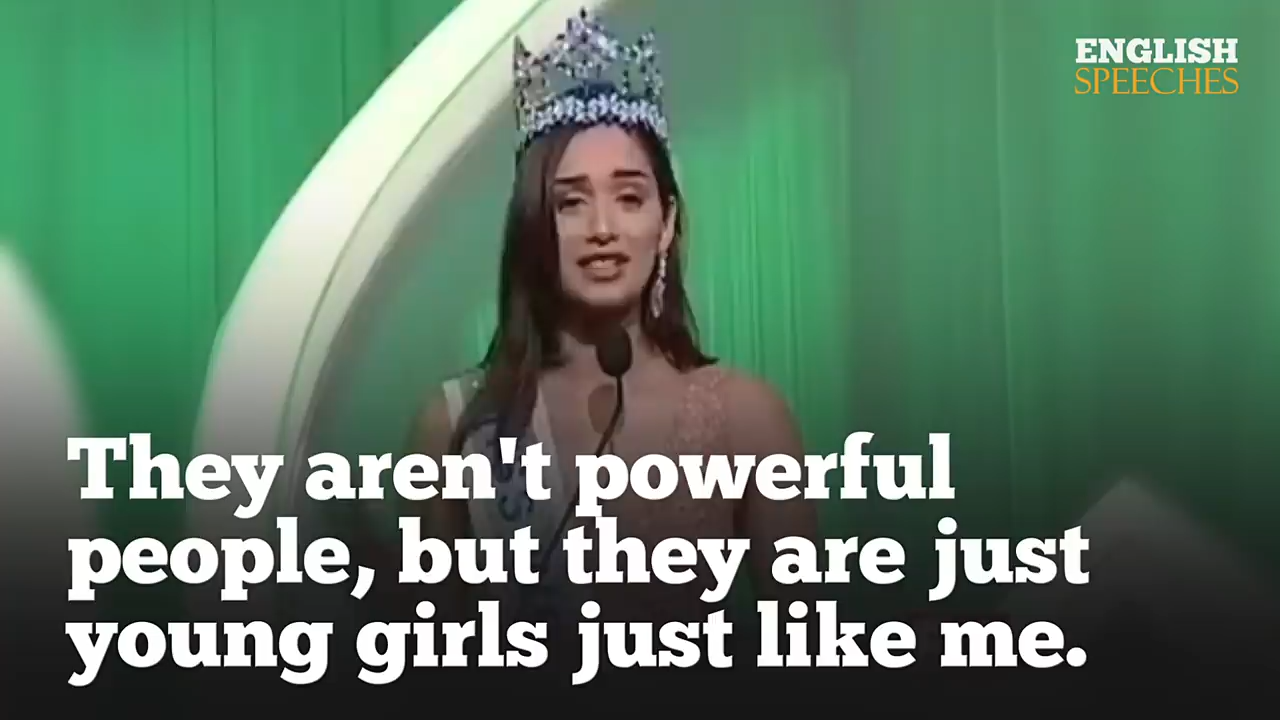 ENGLISH
SPEECHES
They aren't powerful
people, but they are just
young girls just like me.